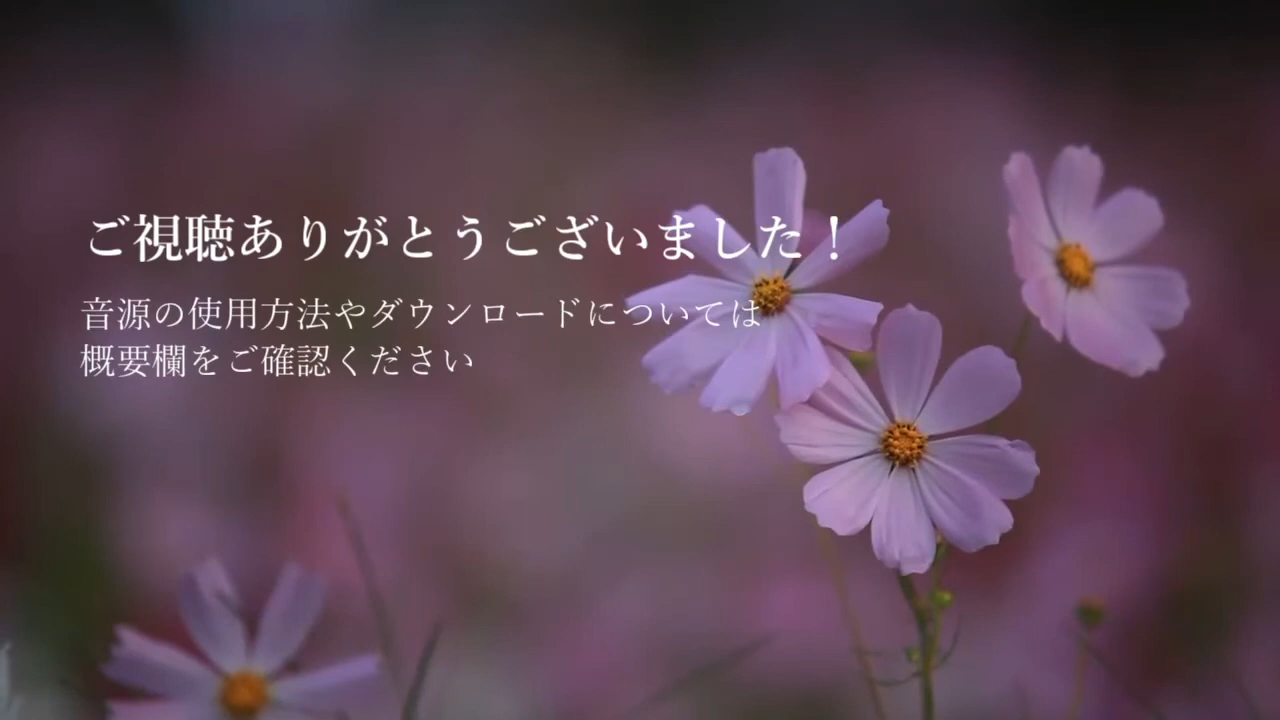 ご視聴ありがとうございました！
音源の使用方法やダウンロードについては
概要欄をご確認ください